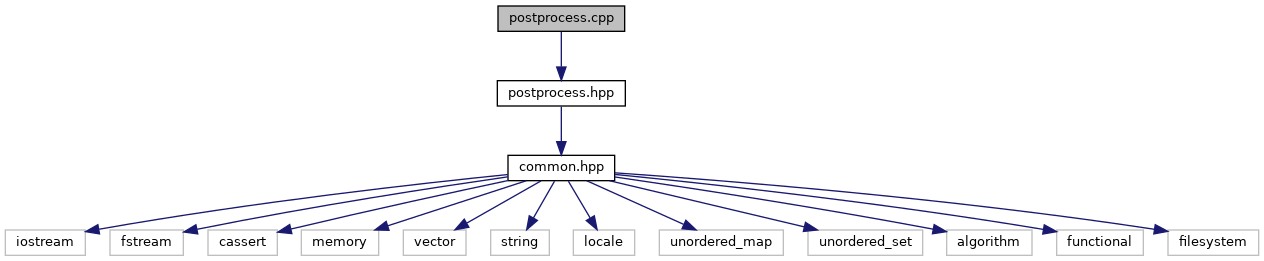 postprocess.cpp
postprocess.hpp
common.hpp
iostream
fstream
cassert
memory
vector
string
locale
unordered_map
unordered_set
algorithm
functional
filesystem